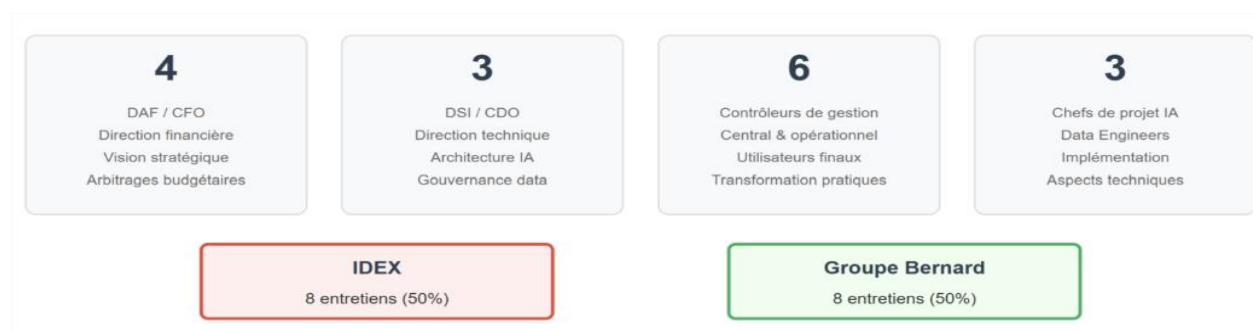 4
DAF / CFO
Direction financière
Vision stratégique
Arbitrages budgétaires
3
DSI / CDO
Direction technique
Architecture IA
Gouvernance data
6
Contrôleurs de gestion
Central & opérationnel
Utilisateurs finaux
Transformation pratiques
3
Chefs de projet IA
Data Engineers
Implémentation
Aspects techniques
IDEX
8 entretiens (50%)
Groupe Bernard
8 entretiens (50%)